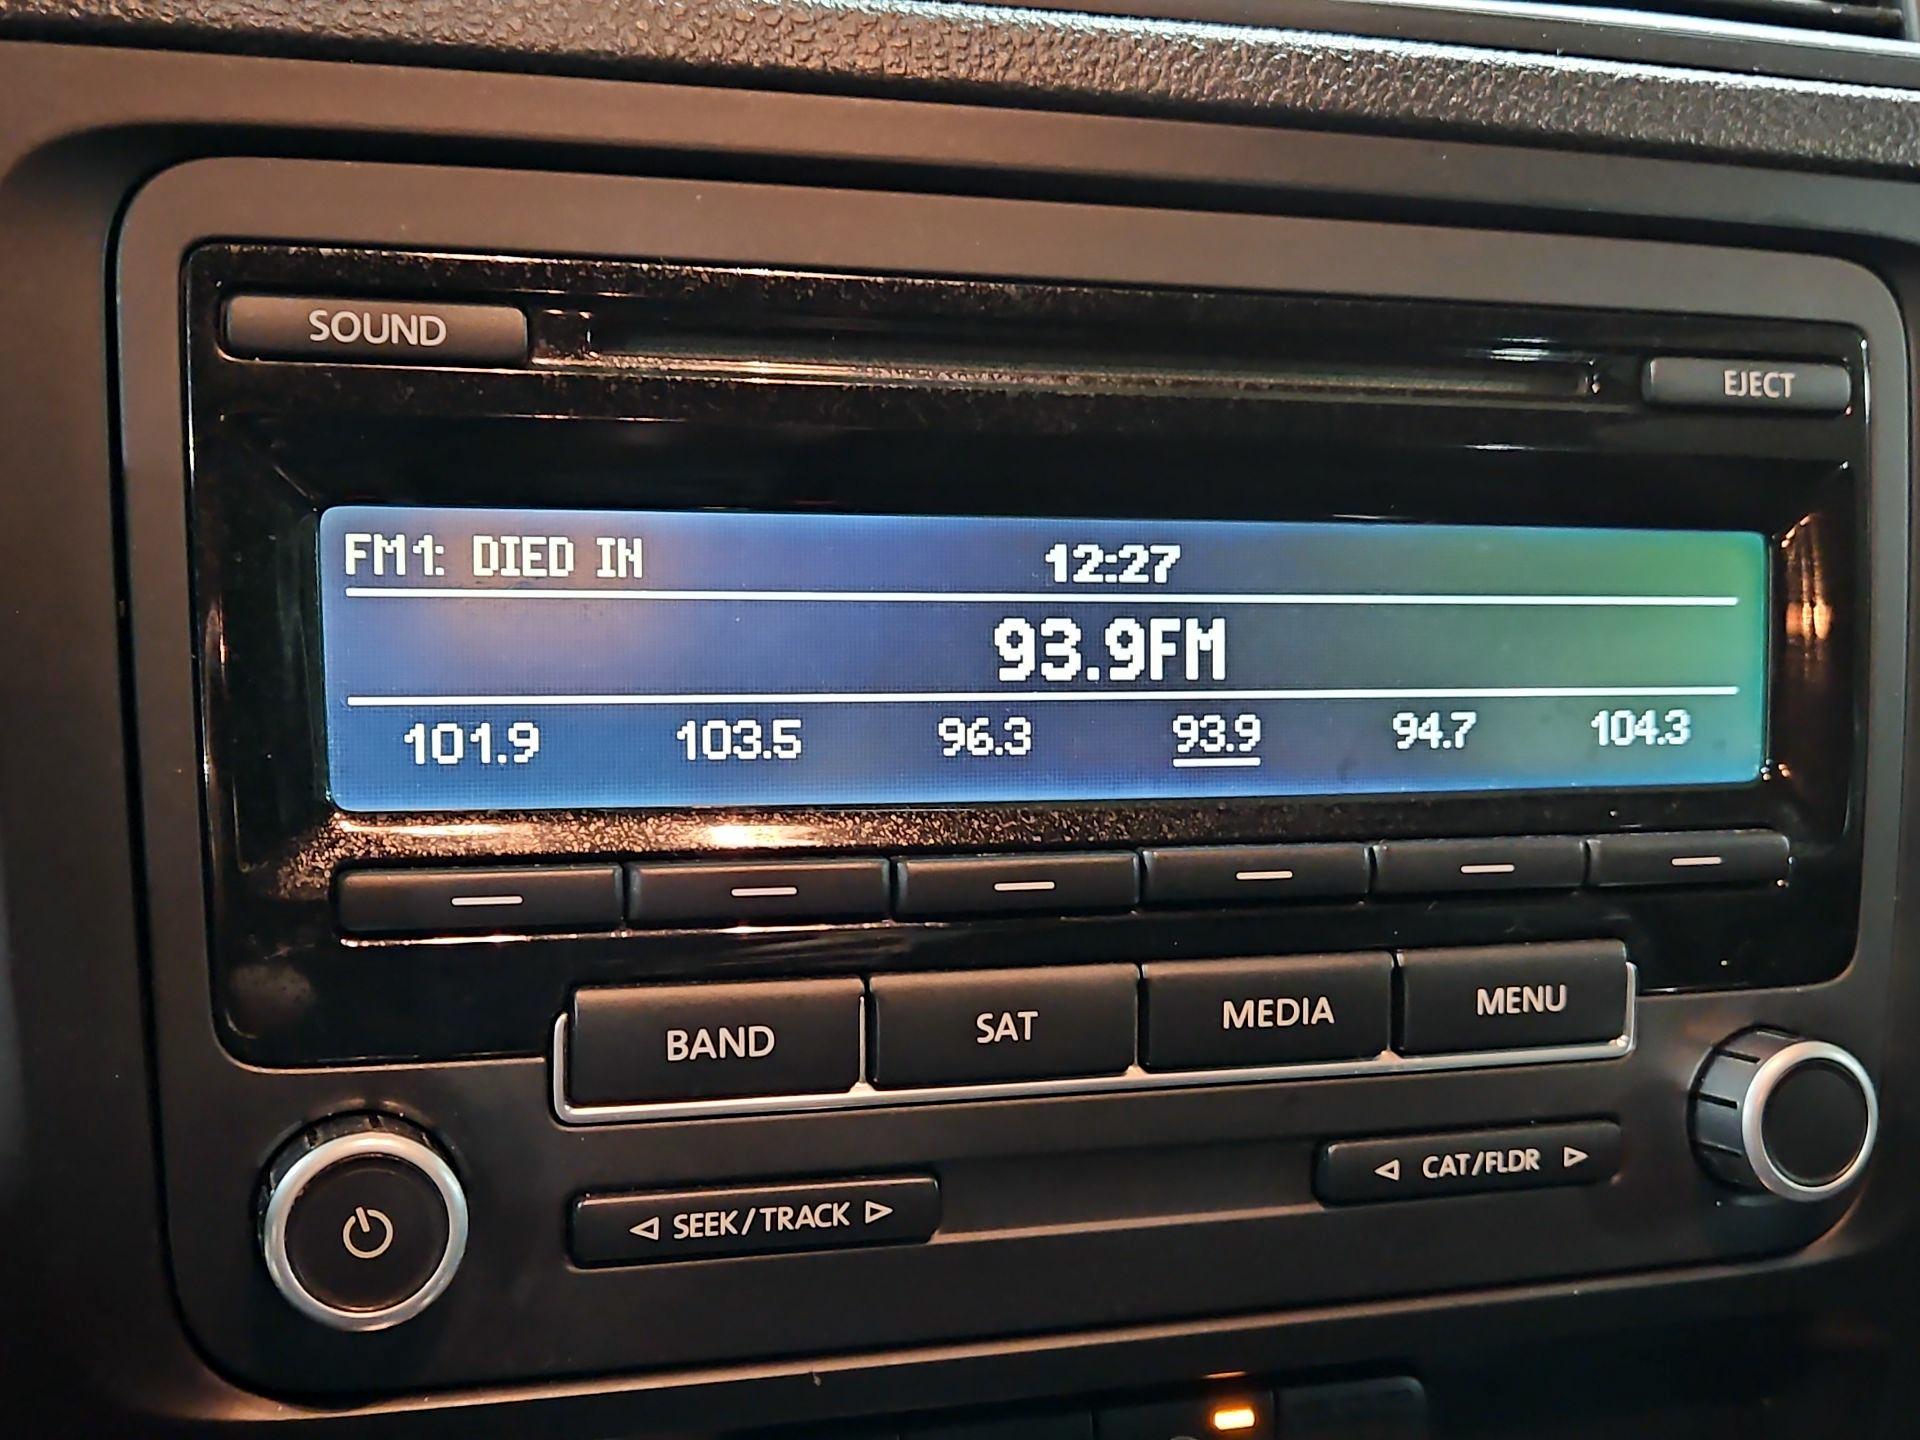 SOUND
EJECT
FM1: DIED IN 12:27
93.9FM
101.9 103.5 96.3 93.9 94.7 104.3
BAND SAT MEDIA MENU
SEEK/TRACK CAT/FLDR